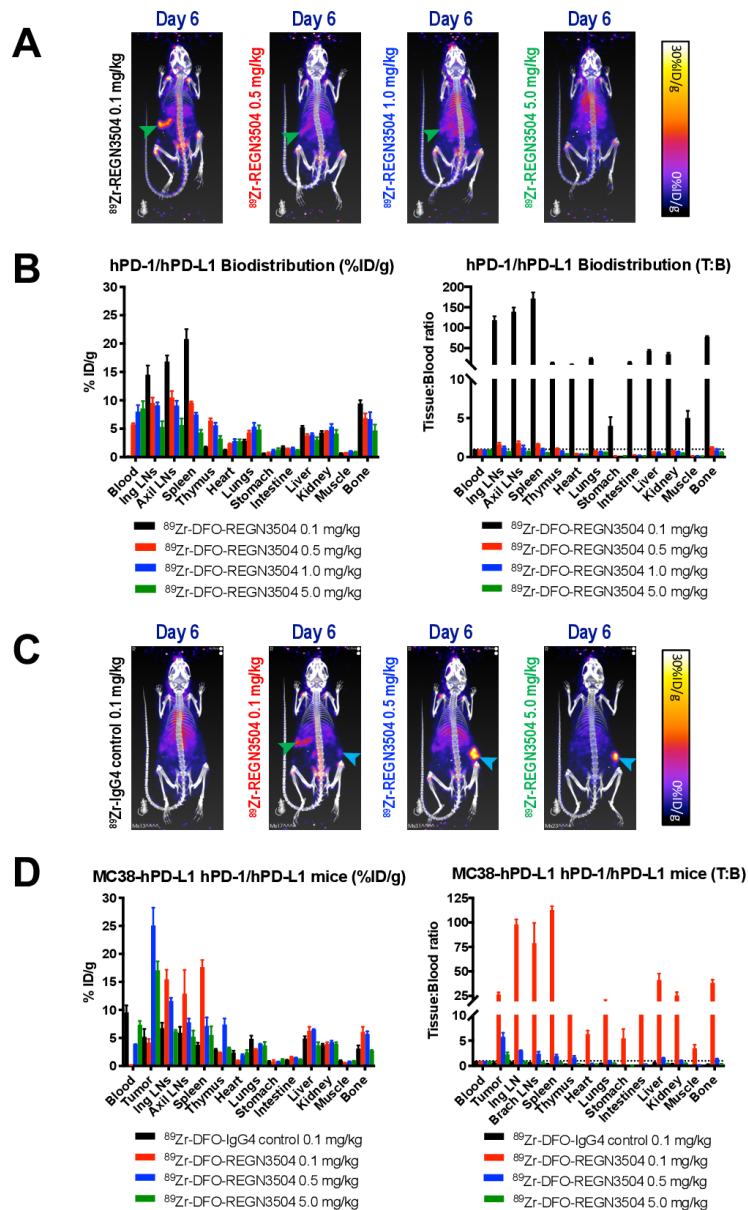 A
Day 6
Day 6
Day 6
Day 6
89Zr-REGN3504 0.1 mg/kg
89Zr-REGN3504 0.5 mg/kg
89Zr-REGN3504 1.0 mg/kg
89Zr-REGN3504 5.0 mg/kg
30%ID/g
0%ID/g
B
hPD-1/hPD-L1 Biodistribution (%ID/g)
% ID/g
30
25
20
15
10
5
0
Blood
Ing LNs
Axil LNs
Spleen
Thymus
Heart
Lungs
Stomach
Intestine
Liver
Kidney
Muscle
Bone
89Zr-DFO-REGN3504 0.1 mg/kg
89Zr-DFO-REGN3504 0.5 mg/kg
89Zr-DFO-REGN3504 1.0 mg/kg
89Zr-DFO-REGN3504 5.0 mg/kg
hPD-1/hPD-L1 Biodistribution (T:B)
Tissue:Blood ratio
200
150
100
50
10
5
0
Blood
Ing LNs
Axil LNs
Spleen
Thymus
Heart
Lungs
Stomach
Intestine
Liver
Kidney
Muscle
Bone
89Zr-DFO-REGN3504 0.1 mg/kg
89Zr-DFO-REGN3504 0.5 mg/kg
89Zr-DFO-REGN3504 1.0 mg/kg
89Zr-DFO-REGN3504 5.0 mg/kg
C
Day 6
Day 6
Day 6
Day 6
89Zr-IgG4 control 0.1 mg/kg
89Zr-REGN3504 0.1 mg/kg
89Zr-REGN3504 0.5 mg/kg
89Zr-REGN3504 5.0 mg/kg
30%ID/g
0%ID/g
D
MC38-hPD-L1 hPD-1/hPD-L1 mice (%ID/g)
% ID/g
30
25
20
15
10
5
0
Blood
Tumor
Ing LNs
Axil LNs
Spleen
Thymus
Heart
Lungs
Stomach
Intestine
Liver
Kidney
Muscle
Bone
89Zr-DFO-IgG4 control 0.1 mg/kg
89Zr-DFO-REGN3504 0.1 mg/kg
89Zr-DFO-REGN3504 0.5 mg/kg
89Zr-DFO-REGN3504 5.0 mg/kg
MC38-hPD-L1 hPD-1/hPD-L1 mice (T:B)
Tissue:Blood ratio
125
100
75
50
25
10
5
0
Blood
Tumor
Ing LN
Brach LNs
Spleen
Thymus
Heart
Lungs
Stomach
Intestines
Liver
Kidney
Muscle
Bone
89Zr-DFO-IgG4 control 0.1 mg/kg
89Zr-DFO-REGN3504 0.1 mg/kg
89Zr-DFO-REGN3504 0.5 mg/kg
89Zr-DFO-REGN3504 5.0 mg/kg